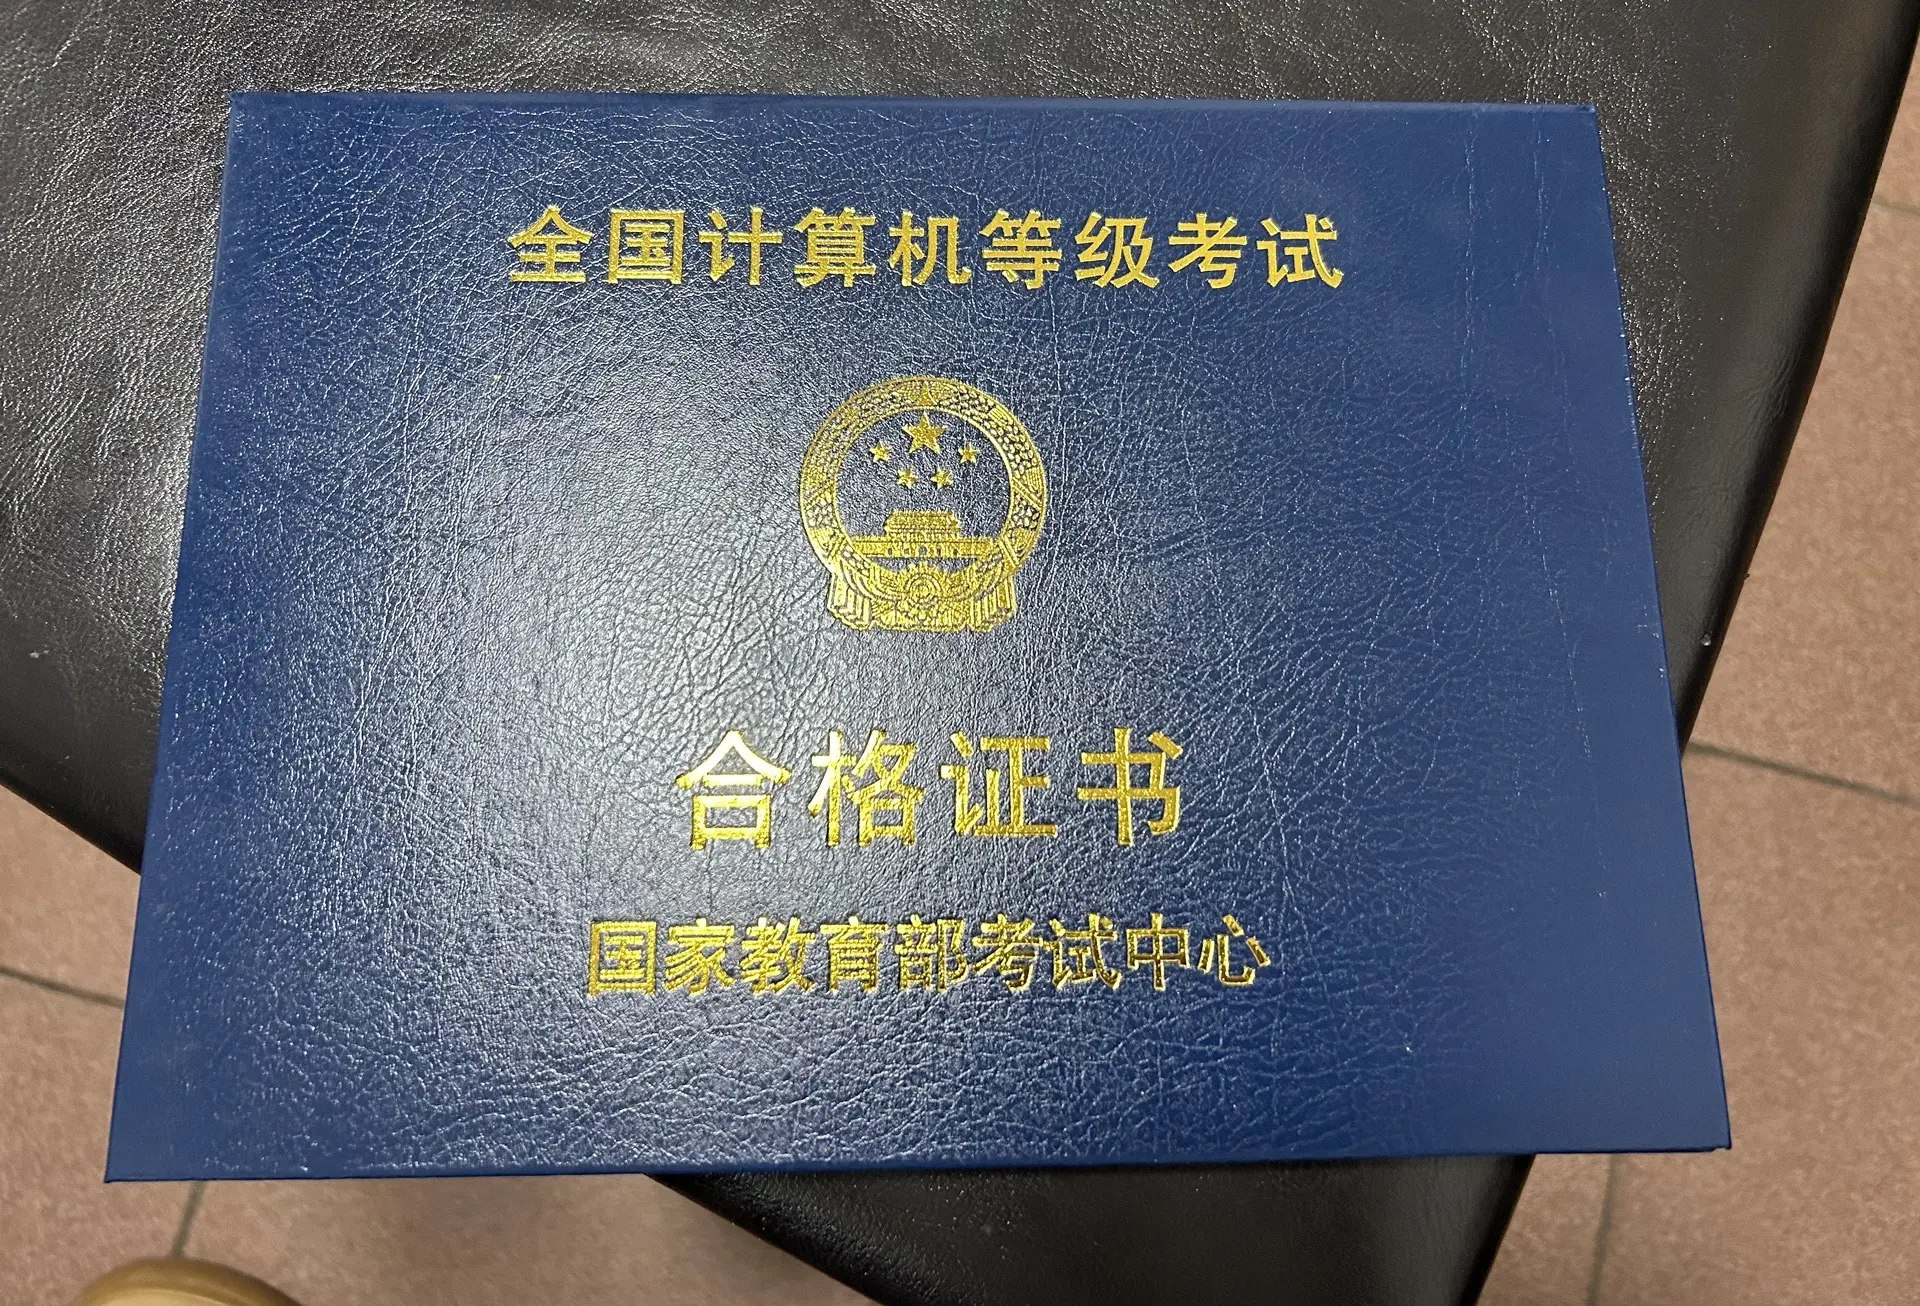 全国计算机等级考试
合格证书
国家教育部考试中心